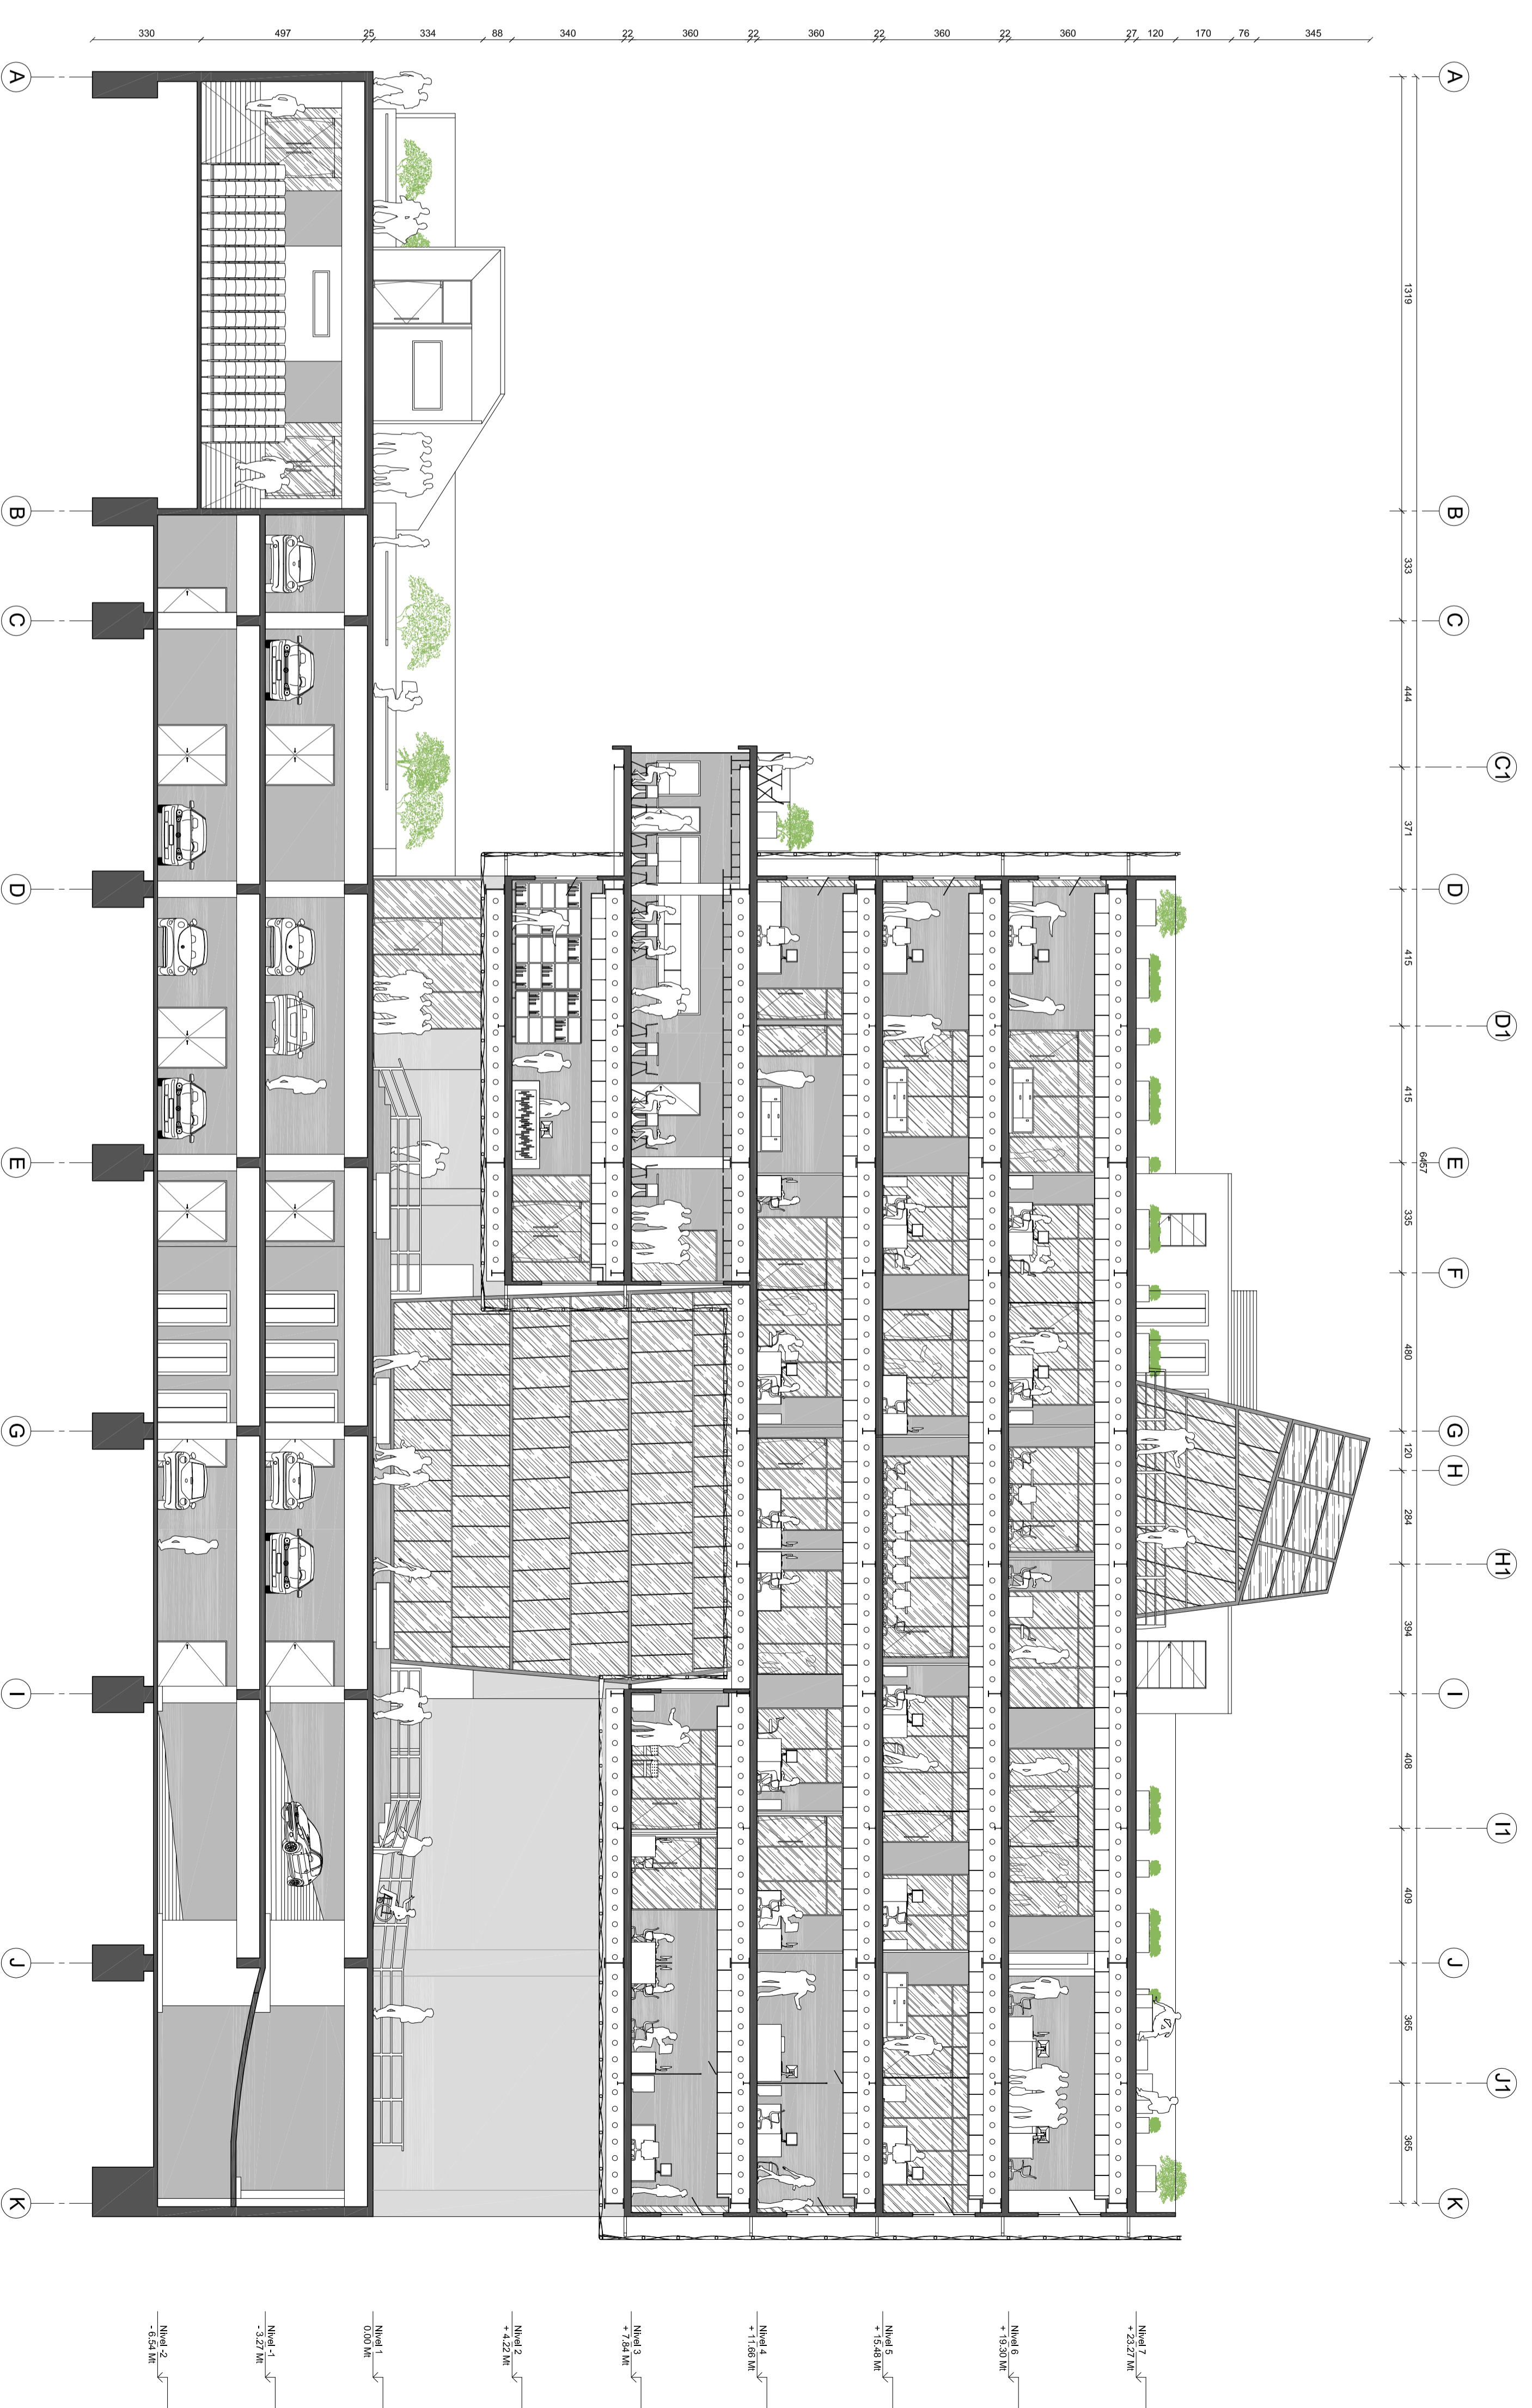 A
B
C
C1
D
D1
E
F
G
H
H1
I
I1
J
J1
K
6457
1319
333
444
371
415
415
335
480
120
284
394
408
409
365
365
345
76
170
120
27
360
22
360
22
360
22
360
22
340
88
334
25
497
330
Nivel 7
+ 23.27 Mt
Nivel 6
+ 19.30 Mt
Nivel 5
+ 15.48 Mt
Nivel 4
+ 11.66 Mt
Nivel 3
+ 7.84 Mt
Nivel 2
+ 4.22 Mt
Nivel 1
0.00 Mt
Nivel -1
- 3.27 Mt
Nivel -2
- 6.54 Mt
A
B
C
D
E
F
G
I
J
K